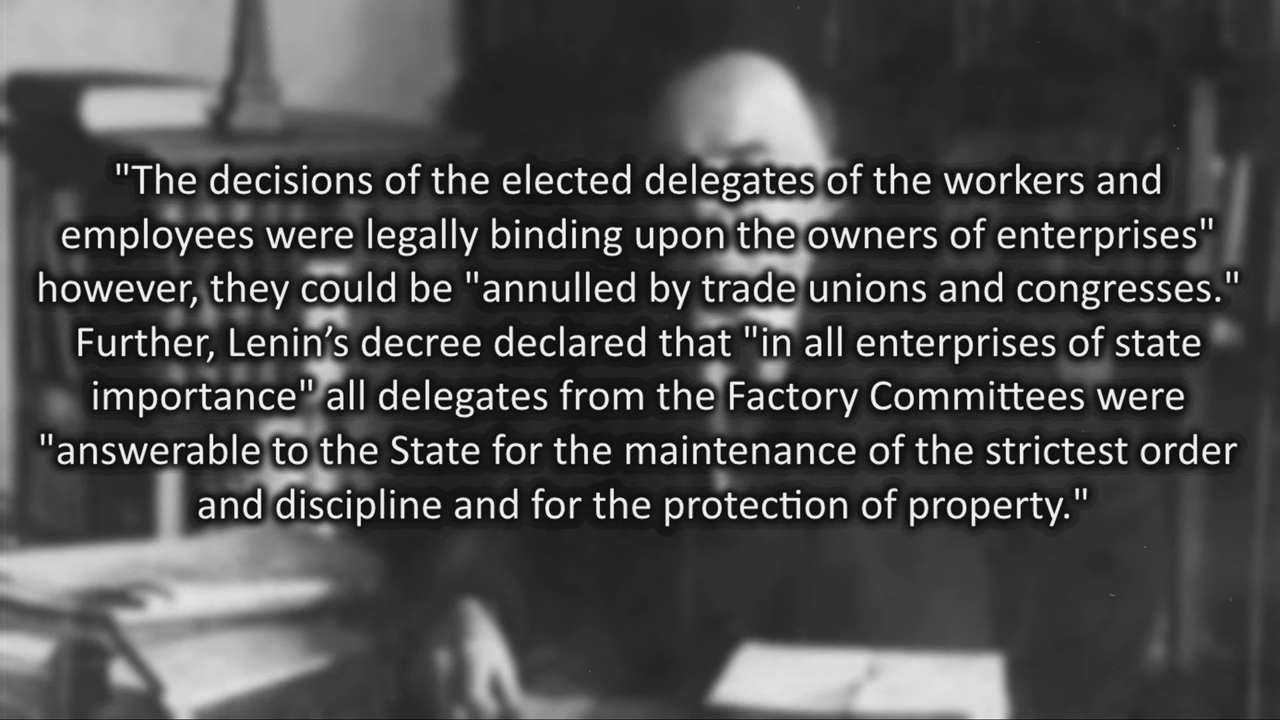 "The decisions of the elected delegates of the workers and
employees were legally binding upon the owners of enterprises"
however, they could be "annulled by trade unions and congresses."
Further, Lenin’s decree declared that "in all enterprises of state
importance" all delegates from the Factory Committees were
"answerable to the State for the maintenance of the strictest order
and discipline and for the protection of property."